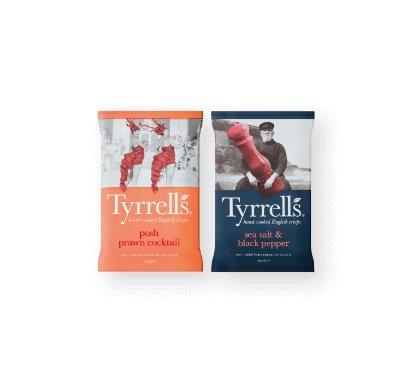 Tyrrells
hand-cooked English crisps
posh
prawn cocktail
Tyrrells
hand-cooked English crisps
sea salt &
black pepper